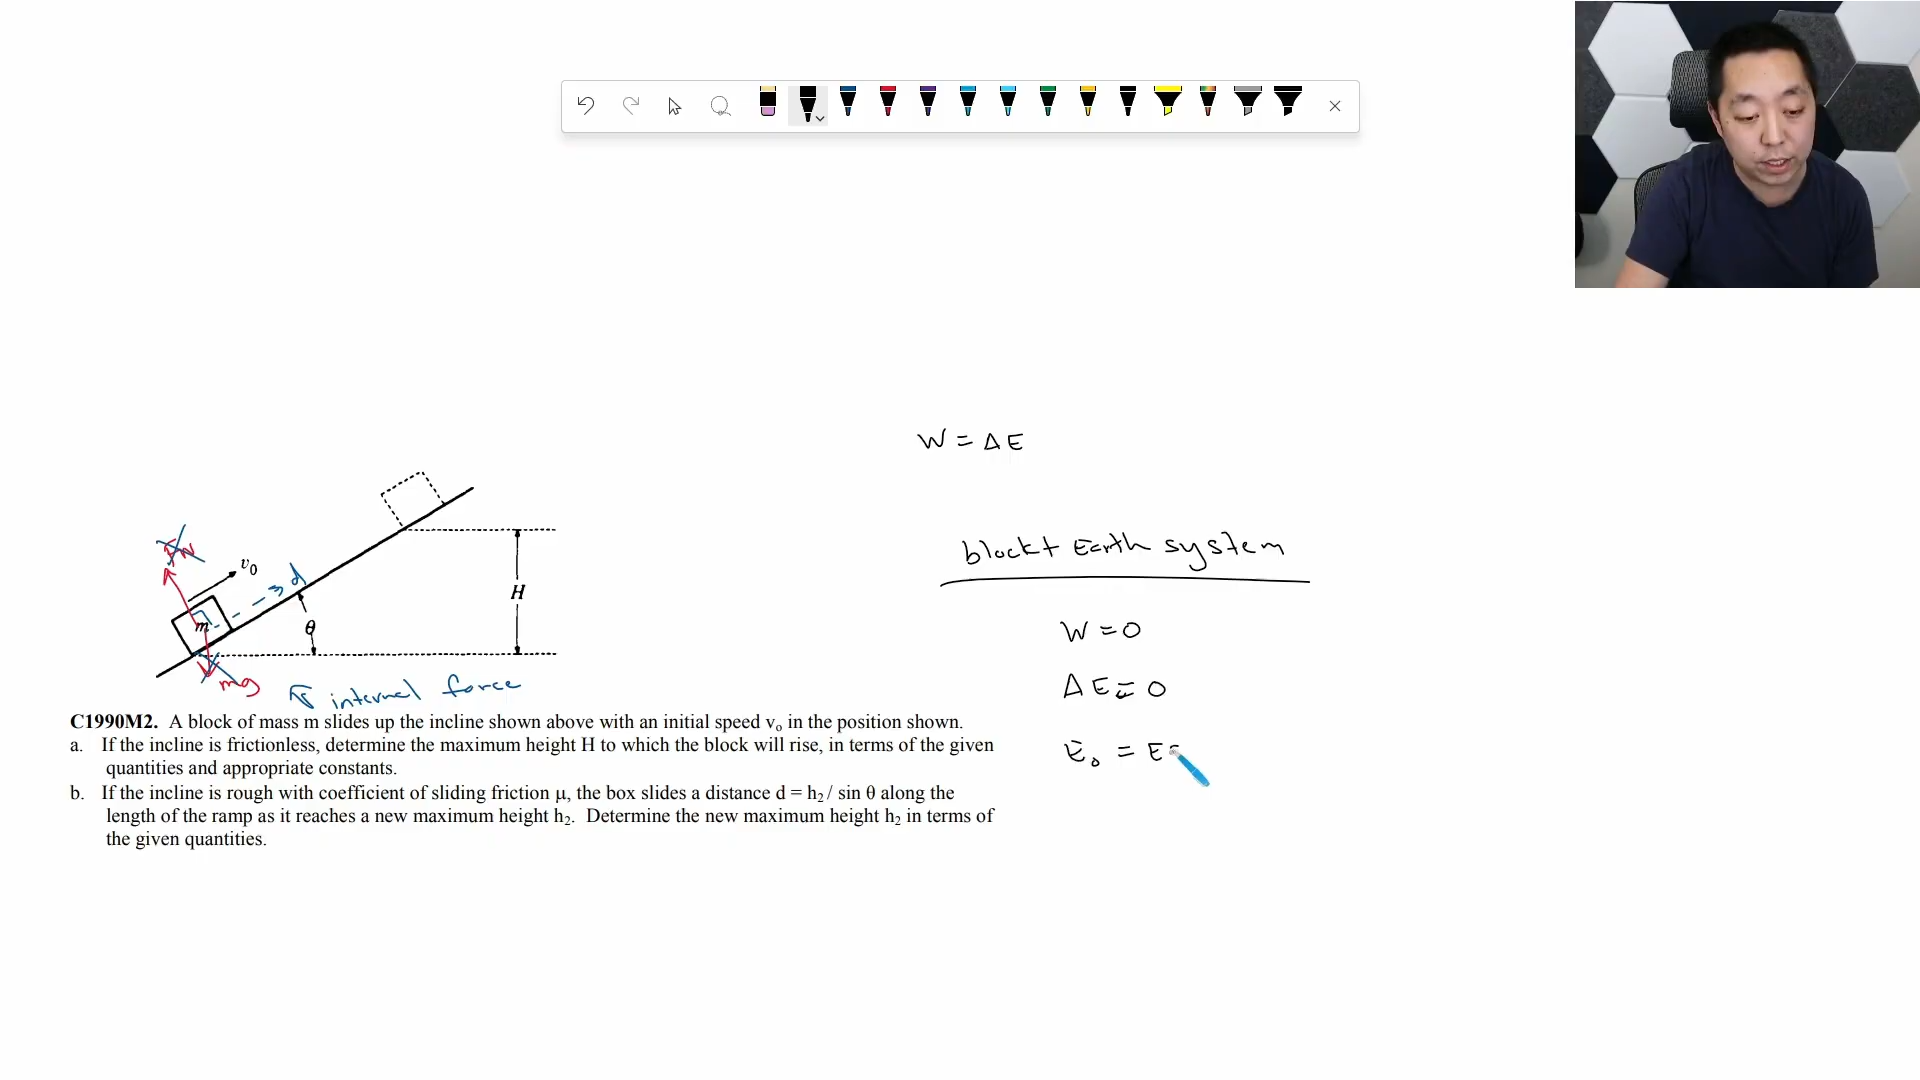 W = ΔE
block + Earth system
F_N
v₀
d
H
m
θ
W = 0
mg
internal force
ΔE = 0
C1990M2. A block of mass m slides up the incline shown above with an initial speed vₒ in the position shown.
a. If the incline is frictionless, determine the maximum height H to which the block will rise, in terms of the given
quantities and appropriate constants.
E₀ = E
b. If the incline is rough with coefficient of sliding friction μ, the box slides a distance d = h₂ / sin θ along the
length of the ramp as it reaches a new maximum height h₂. Determine the new maximum height h₂ in terms of
the given quantities.